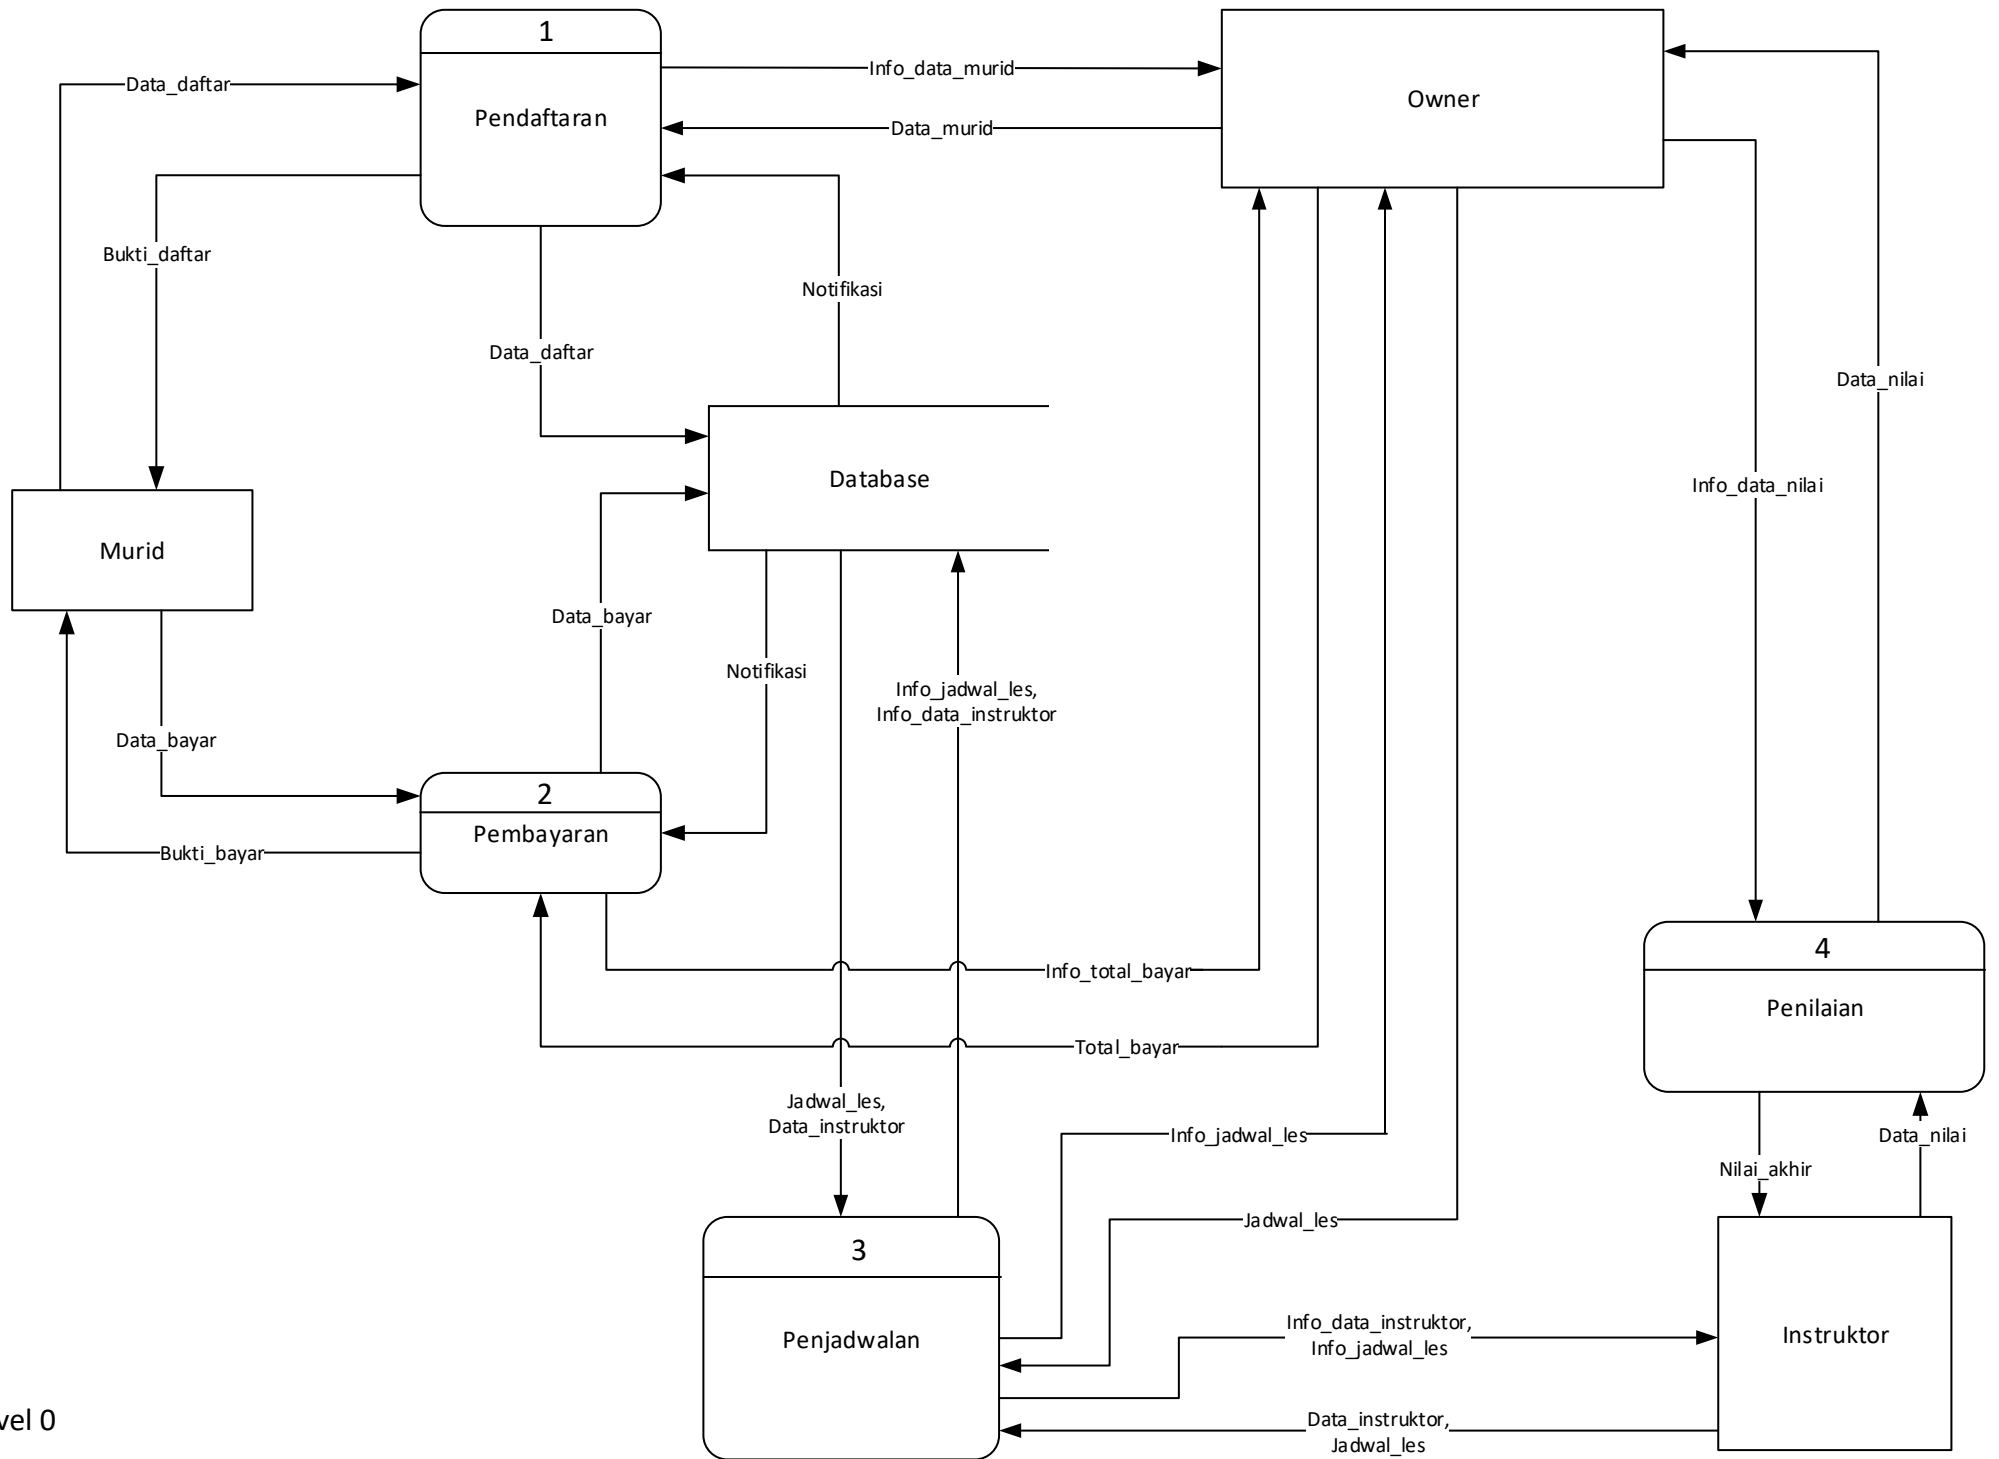 1
Pendaftaran
Owner
Data_daftar
Info_data_murid
Data_murid
Bukti_daftar
Notifikasi
Data_daftar
Data_nilai
Database
Info_data_nilai
Murid
Data_bayar
Notifikasi
Info_jadwal_les,
Info_data_instruktor
Data_bayar
2
Pembayaran
Bukti_bayar
4
Penilaian
Info_total_bayar
Total_bayar
Jadwal_les,
Data_instruktor
Info_jadwal_les
Data_nilai
Nilai_akhir
Jadwal_les
3
Penjadwalan
Info_data_instruktor,
Info_jadwal_les
Instruktor
Data_instruktor,
Jadwal_les
vel 0